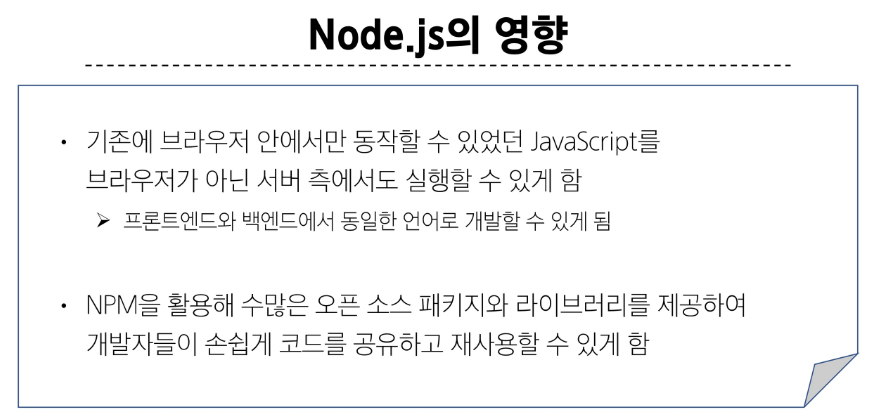 Node.js의 영향
• 기존에 브라우저 안에서만 동작할 수 있었던 JavaScript를
브라우저가 아닌 서버 측에서도 실행할 수 있게 함
➢ 프론트엔드와 백엔드에서 동일한 언어로 개발할 수 있게 됨
• NPM을 활용해 수많은 오픈 소스 패키지와 라이브러리를 제공하여
개발자들이 손쉽게 코드를 공유하고 재사용할 수 있게 함